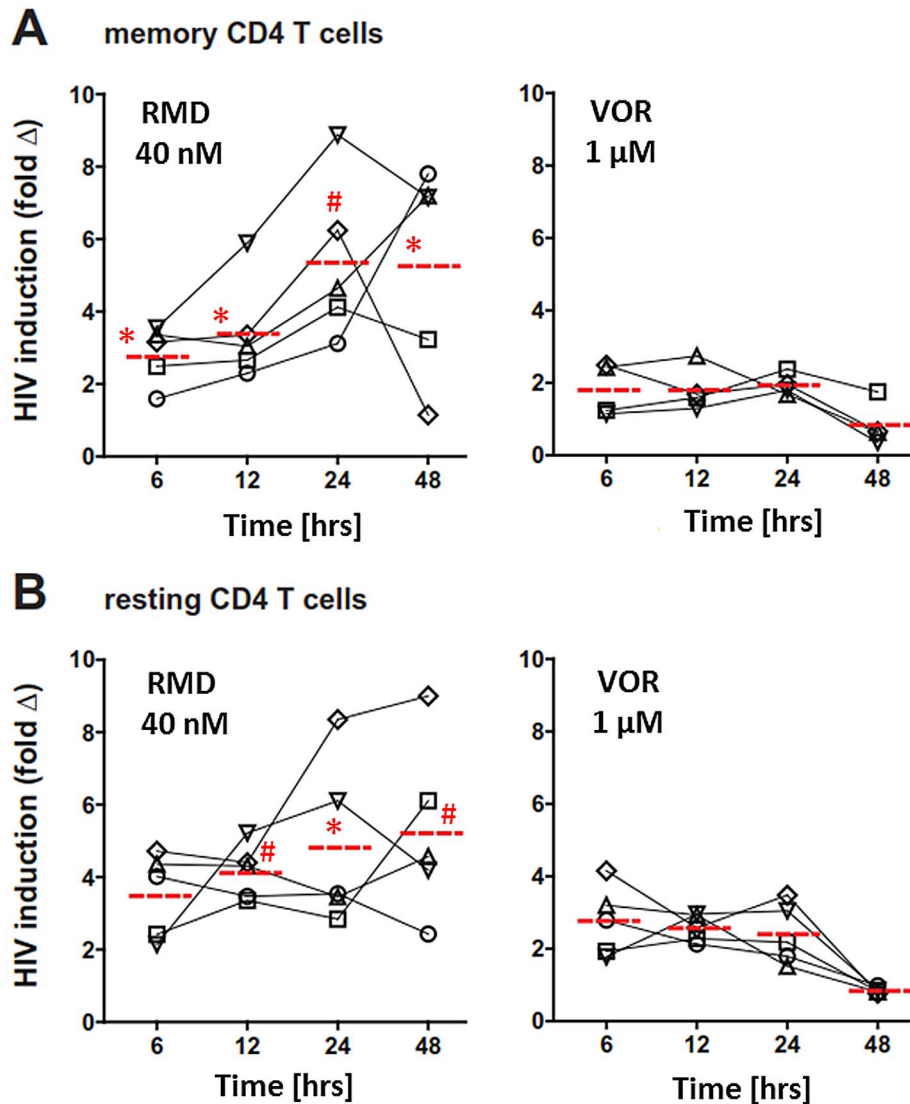 A memory CD4 T cells
HIV induction (fold Δ)
10
8
6
4
2
0
RMD
40 nM
*
*
#
*
6 12 24 48
Time [hrs]
10
8
6
4
2
0
VOR
1 µM
6 12 24 48
Time [hrs]
B resting CD4 T cells
HIV induction (fold Δ)
10
8
6
4
2
0
RMD
40 nM
#
*
#
6 12 24 48
Time [hrs]
10
8
6
4
2
0
VOR
1 µM
6 12 24 48
Time [hrs]